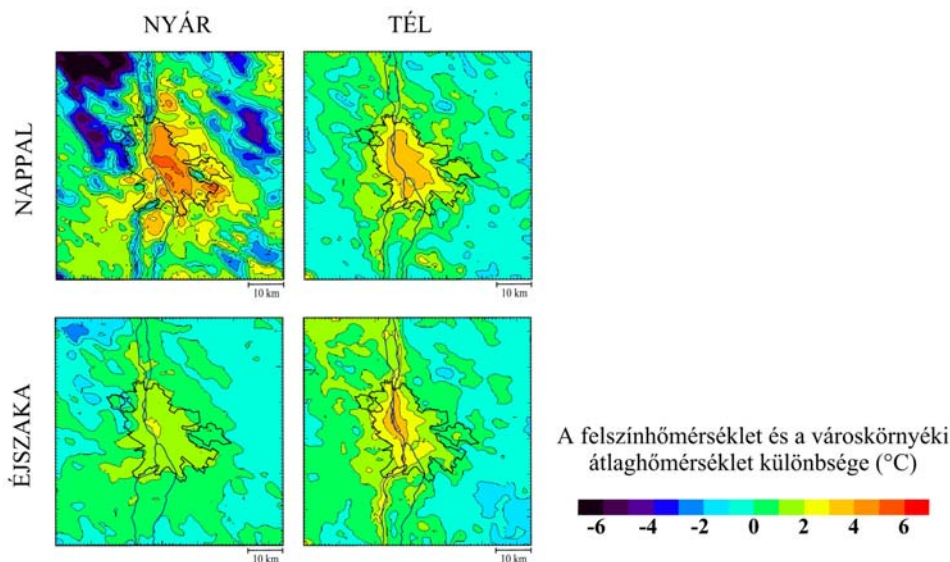 NYÁR
TÉL
NAPPAL
10 km
10 km
ÉJSZAKA
10 km
10 km
A felszínhőmérséklet és a városkörnyéki
átlaghőmérséklet különbsége (°C)
-6 -4 -2 0 2 4 6